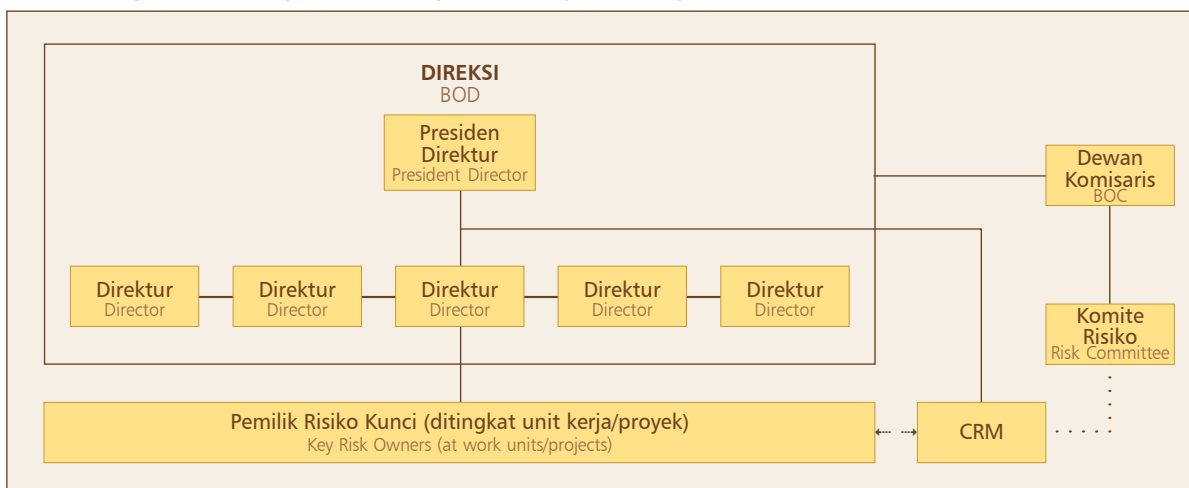 DIREKSI
BOD
Presiden
Direktur
President Director
Dewan
Komisaris
BOC
Direktur
Director
Direktur
Director
Direktur
Director
Direktur
Director
Direktur
Director
Komite
Risiko
Risk Committee
Pemilik Risiko Kunci (ditingkat unit kerja/proyek)
Key Risk Owners (at work units/projects)
CRM